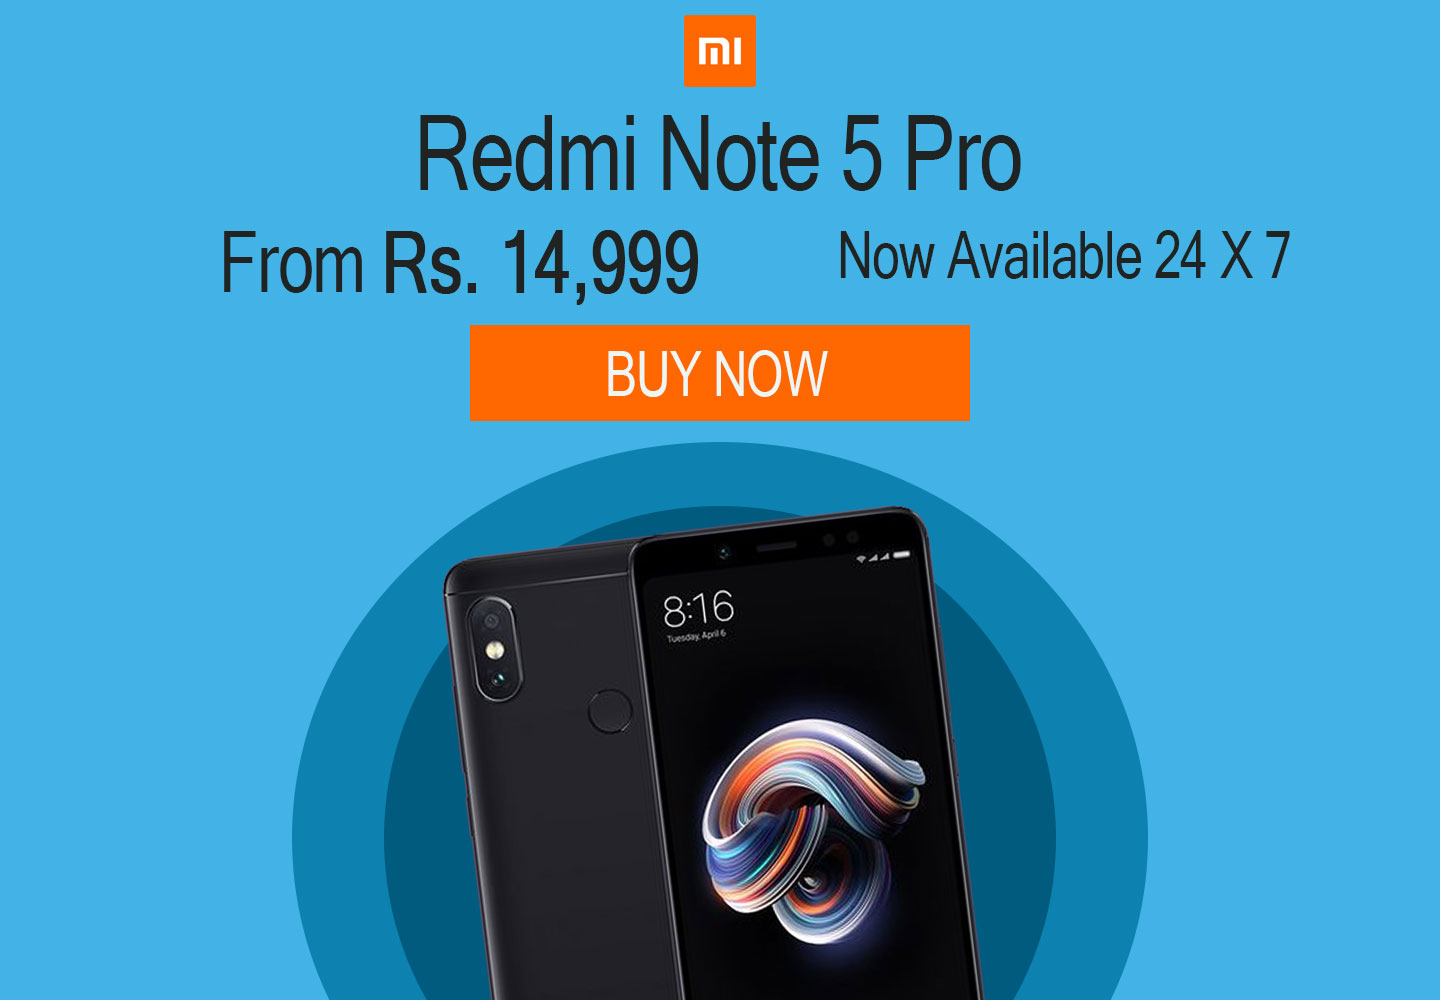 mi
Redmi Note 5 Pro
From Rs. 14,999
Now Available 24 X 7
BUY NOW
8:16
Tuesday, April 6